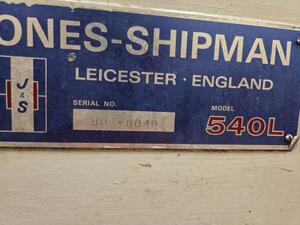 ONES-SHIPMAN
LEICESTER · ENGLAND
J
&
S
SERIAL NO.
MODEL
540L